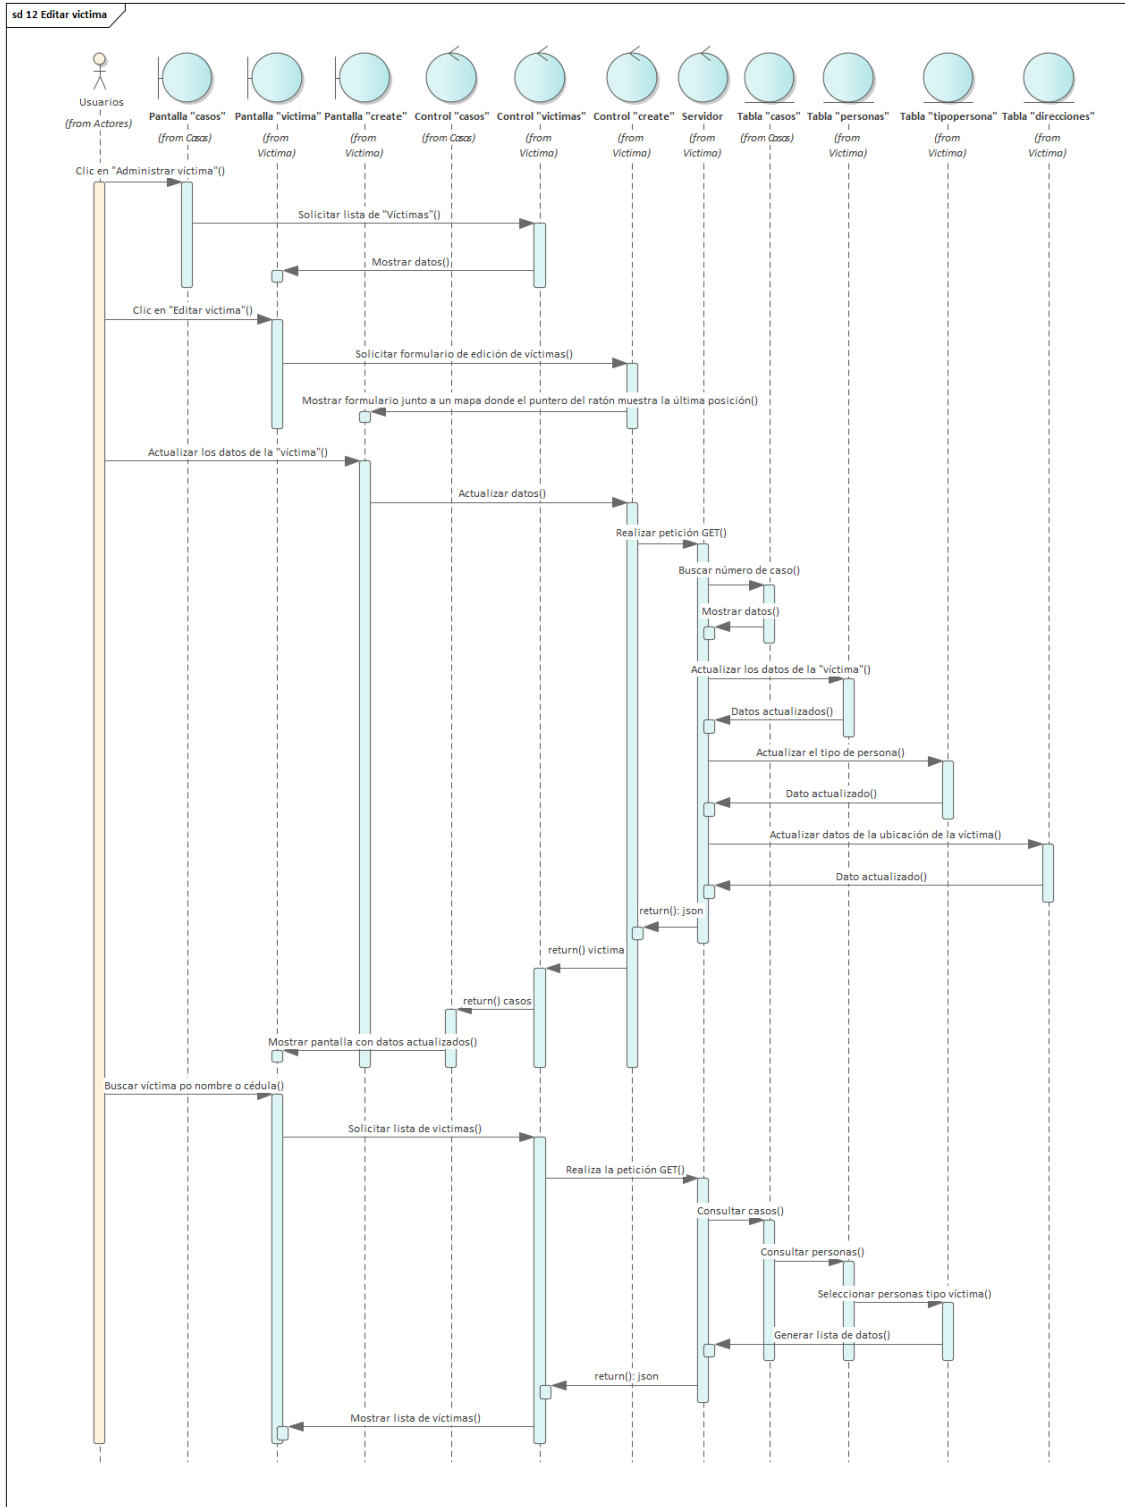 sd 12 Editar victima
Usuarios
(from Actores)
Pantalla "casos"
(from Casos)
Pantalla "victima"
(from
Victima)
Pantalla "create"
(from
Victima)
Control "casos"
(from Casos)
Control "victimas"
(from
Victima)
Control "create"
(from
Victima)
Servidor
(from
Victima)
Tabla "casos"
(from Casos)
Tabla "personas"
(from
Victima)
Tabla "tipopersona"
(from
Victima)
Tabla "direcciones"
(from
Victima)
Clic en "Administrar víctima"()
Solicitar lista de "Víctimas"()
Mostrar datos()
Clic en "Editar víctima"()
Solicitar formulario de edición de víctimas()
Mostrar formulario junto a un mapa donde el puntero del ratón muestra la última posición()
Actualizar los datos de la "víctima"()
Actualizar datos()
Realizar petición GET()
Buscar número de caso()
Mostrar datos()
Actualizar los datos de la "víctima"()
Datos actualizados()
Actualizar el tipo de persona()
Dato actualizado()
Actualizar datos de la ubicación de la víctima()
Dato actualizado()
return(): json
return() victima
return() casos
Mostrar pantalla con datos actualizados()
Buscar víctima po nombre o cédula()
Solicitar lista de victimas()
Realiza la petición GET()
Consultar casos()
Consultar personas()
Seleccionar personas tipo víctima()
Generar lista de datos()
return(): json
Mostrar lista de víctimas()